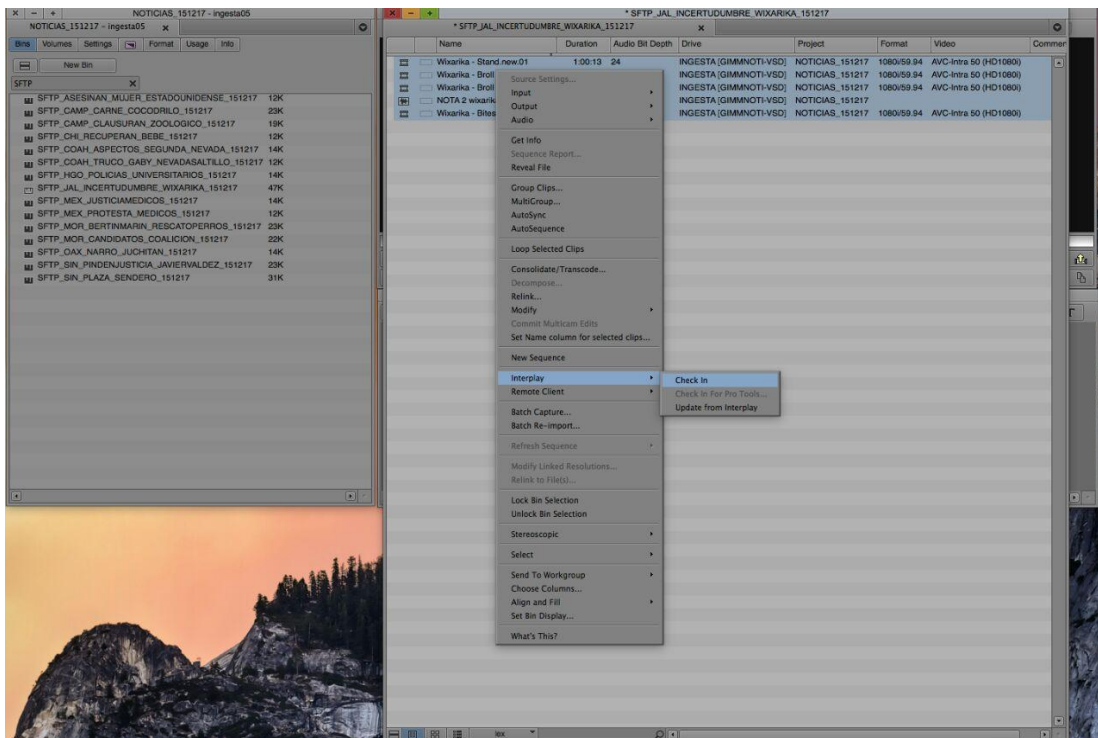 NOTICIAS_151217 - ingesta05
NOTICIAS_151217 - ingesta05
Bins Volumes Settings Format Usage Info
New Bin
SFTP
SFTP_ASESINAN_MUJER_ESTADOUNIDENSE_151217 12K
SFTP_CAMP_CARNE_COCODRILO_151217 23K
SFTP_CAMP_CLAUSURAN_ZOOLOGICO_151217 19K
SFTP_CHI_RECUPERAN_BEBE_151217 12K
SFTP_COAH_ASPECTOS_SEGUNDA_NEVADA_151217 14K
SFTP_COAH_TRUCO_GABY_NEVADASALTILLO_151217 12K
SFTP_HGO_POLICIAS_UNIVERSITARIOS_151217 14K
SFTP_JAL_INCERTUDUMBRE_WIXARIKA_151217 47K
SFTP_MEX_JUSTICIAMEDICOS_151217 14K
SFTP_MEX_PROTESTA_MEDICOS_151217 12K
SFTP_MOR_BERTINMARIN_RESCATOPERROS_151217 23K
SFTP_MOR_CANDIDATOS_COALICION_151217 22K
SFTP_OAX_NARRO_JUCHITAN_151217 14K
SFTP_SIN_PINDENJUSTICIA_JAVIERVALDEZ_151217 23K
SFTP_SIN_PLAZA_SENDERO_151217 31K
* SFTP_JAL_INCERTUDUMBRE_WIXARIKA_151217
* SFTP_JAL_INCERTUDUMBRE_WIXARIKA_151217
Name Duration Audio Bit Depth Drive Project Format Video Commer
Wixarika - Stand.new.01 1:00:13 24 INGESTA [GIMMNOTI-VSD] NOTICIAS_151217 1080i/59.94 AVC-Intra 50 (HD1080i)
Wixarika - Broll INGESTA [GIMMNOTI-VSD] NOTICIAS_151217 1080i/59.94 AVC-Intra 50 (HD1080i)
Wixarika - Broll INGESTA [GIMMNOTI-VSD] NOTICIAS_151217 1080i/59.94 AVC-Intra 50 (HD1080i)
NOTA 2 wixarik INGESTA [GIMMNOTI-VSD] NOTICIAS_151217
Wixarika - Bites INGESTA [GIMMNOTI-VSD] NOTICIAS_151217 1080i/59.94 AVC-Intra 50 (HD1080i)
Source Settings...
Input
Output
Audio
Get Info
Sequence Report...
Reveal File
Group Clips...
MultiGroup...
AutoSync
AutoSequence
Loop Selected Clips
Consolidate/Transcode...
Decompose...
Relink...
Modify
Commit Multicam Edits
Set Name column for selected clips...
New Sequence
Interplay
Remote Client
Check In
Check In For Pro Tools...
Update from Interplay
Batch Capture...
Batch Re-import...
Refresh Sequence
Modify Linked Resolutions...
Relink to File(s)...
Lock Bin Selection
Unlock Bin Selection
Stereoscopic
Select
Send To Workgroup
Choose Columns...
Align and Fill
Set Bin Display...
What's This?